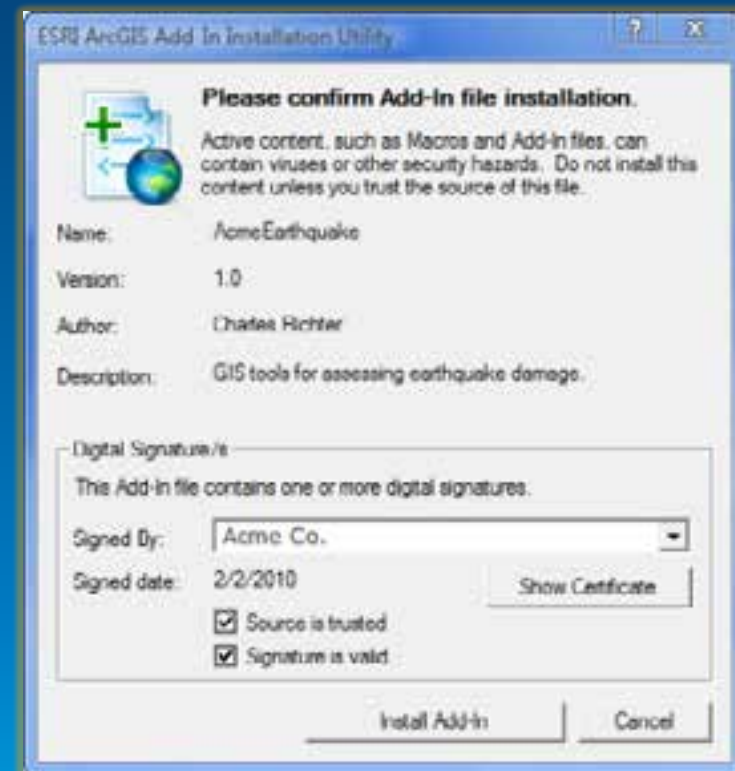 ESRI ArcGIS Add In Installation Utility
Please confirm Add-In file installation.
Active content, such as Macros and Add-In files, can
contain viruses or other security hazards. Do not install this
content unless you trust the source of this file.
Name: AcmeEarthquake
Version: 1.0
Author: Charles Richter
Description: GIS tools for assessing earthquake damage.
Digital Signature/s
This Add-In file contains one or more digital signatures.
Signed By: Acme Co.
Signed date: 2/2/2010 Show Certificate
Source is trusted
Signature is valid
Install Add-In Cancel